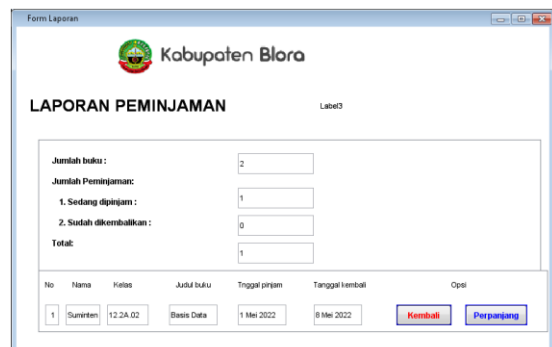 Form Laporan
Kabupaten Blora
LAPORAN PEMINJAMAN
Label3
Jumlah buku :
2
Jumlah Peminjaman:
1. Sedang dipinjam :
1
2. Sudah dikembalikan :
0
Total:
1
No Nama Kelas Judul buku Tnggal pinjam Tanggal kembali Opsi
1 Suminten 12.2A.02 Basis Data 1 Mei 2022 8 Mei 2022 Kembali Perpanjang